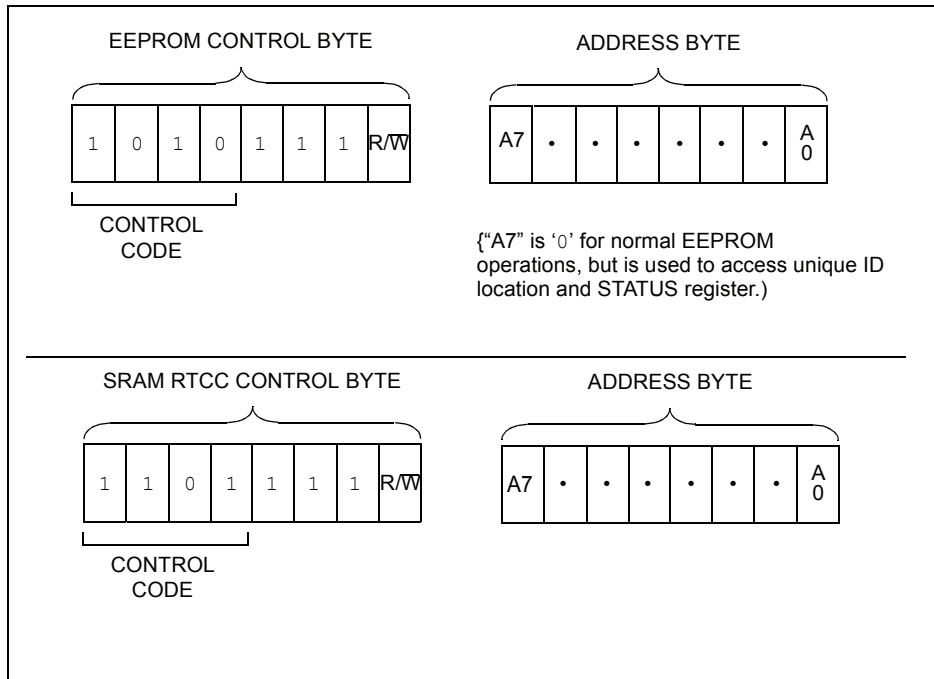 EEPROM CONTROL BYTE
ADDRESS BYTE
1 0 1 0 1 1 1 R/W̅
A7 • • • • • • A
0
CONTROL
CODE
{“A7” is ‘0’ for normal EEPROM
operations, but is used to access unique ID
location and STATUS register.)
SRAM RTCC CONTROL BYTE
ADDRESS BYTE
1 1 0 1 1 1 1 R/W̅
A7 • • • • • • A
0
CONTROL
CODE